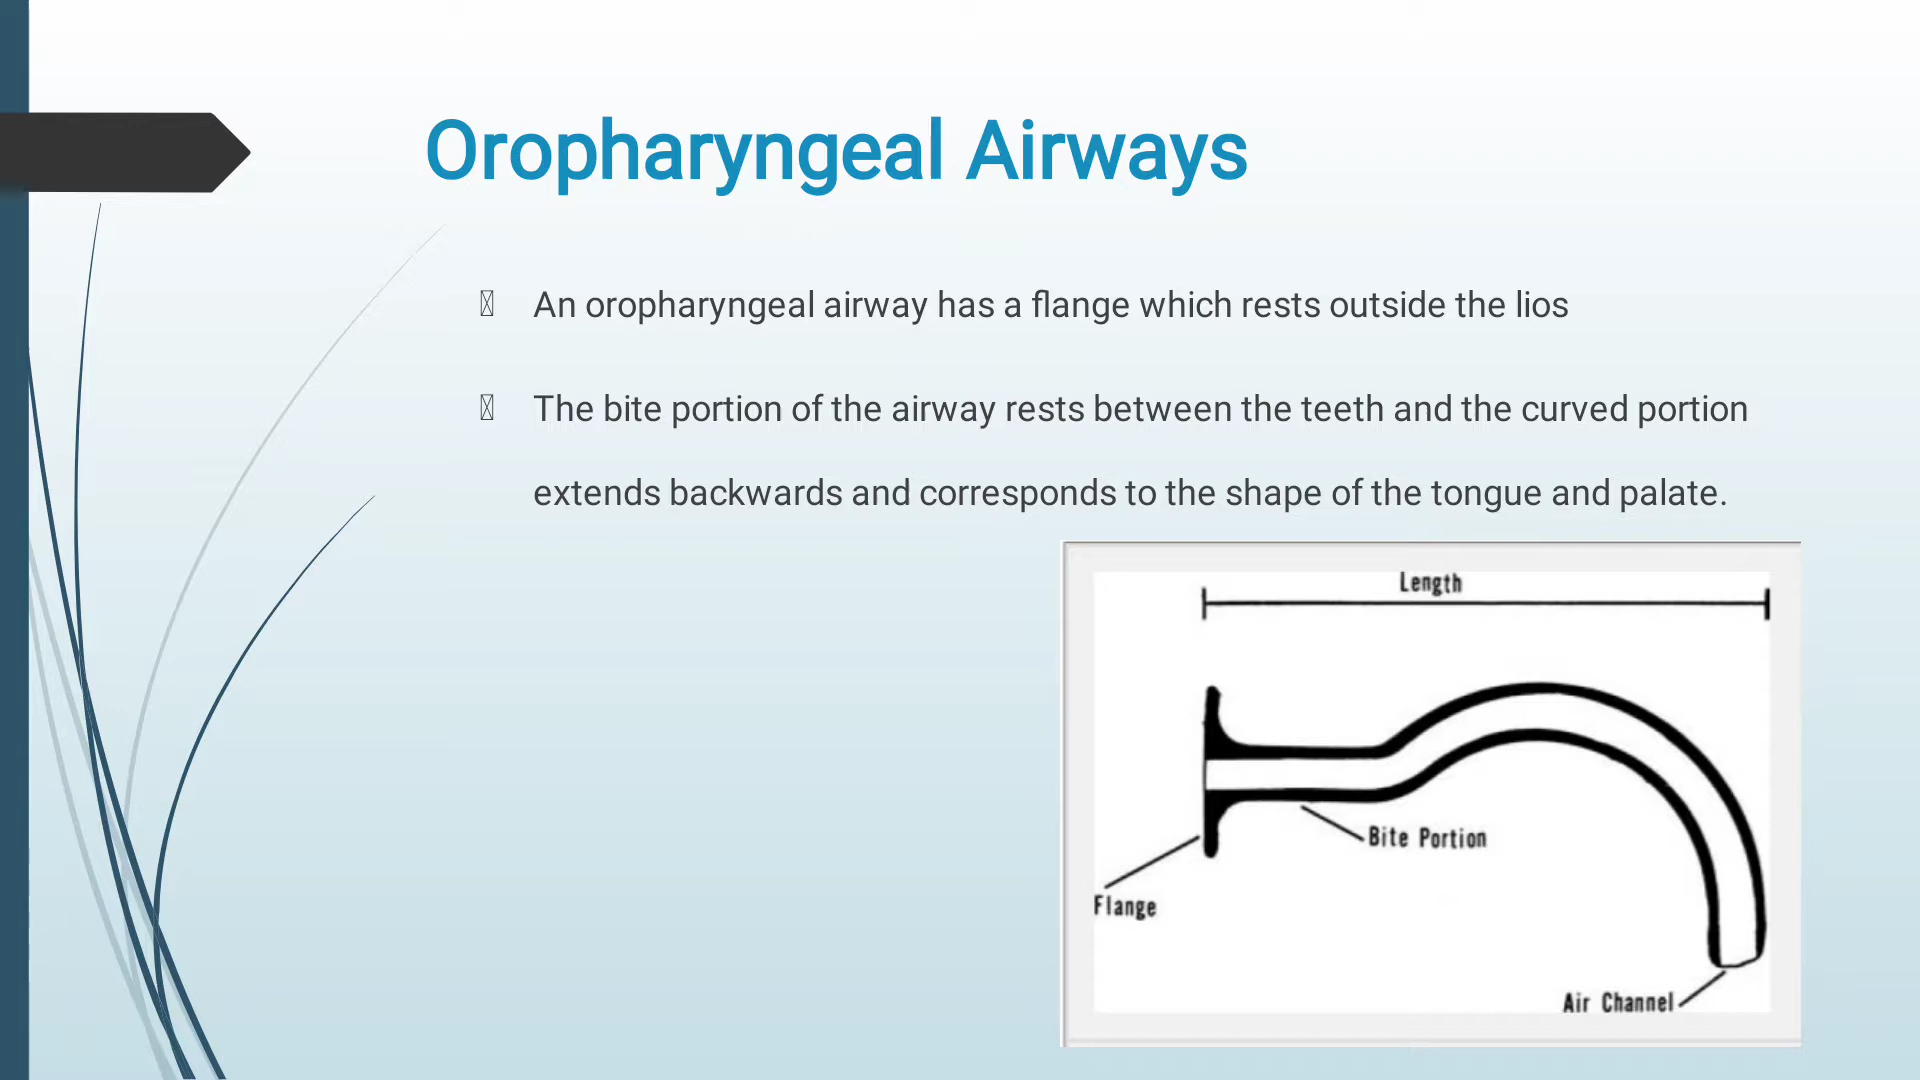 Oropharyngeal Airways
An oropharyngeal airway has a flange which rests outside the lios
The bite portion of the airway rests between the teeth and the curved portion
extends backwards and corresponds to the shape of the tongue and palate.
Length
Bite Portion
Flange
Air Channel